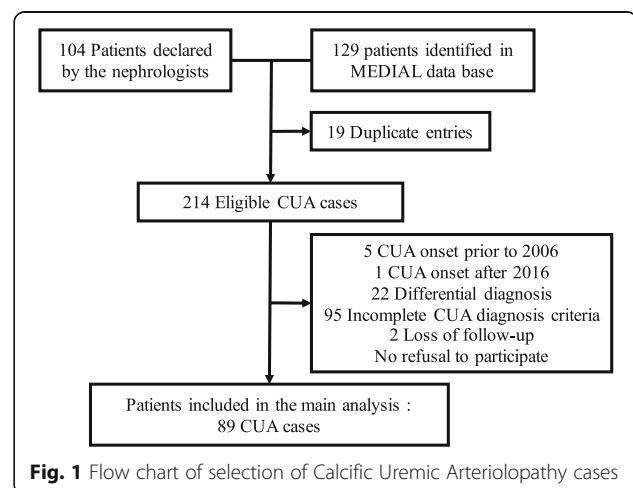 104 Patients declared
by the nephrologists
129 patients identified in
MEDIAL data base
19 Duplicate entries
214 Eligible CUA cases
5 CUA onset prior to 2006
1 CUA onset after 2016
22 Differential diagnosis
95 Incomplete CUA diagnosis criteria
2 Loss of follow-up
No refusal to participate
Patients included in the main analysis :
89 CUA cases
Fig. 1 Flow chart of selection of Calcific Uremic Arteriolopathy cases